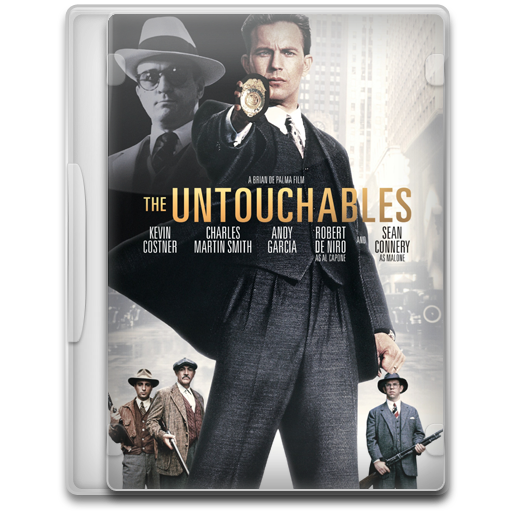 A BRIAN DE PALMA FILM
THE UNTOUCHABLES
KEVIN CHARLES ANDY ROBERT SEAN
COSTNER MARTIN SMITH GARCIA DE NIRO AND CONNERY
AS AL CAPONE AS MALONE